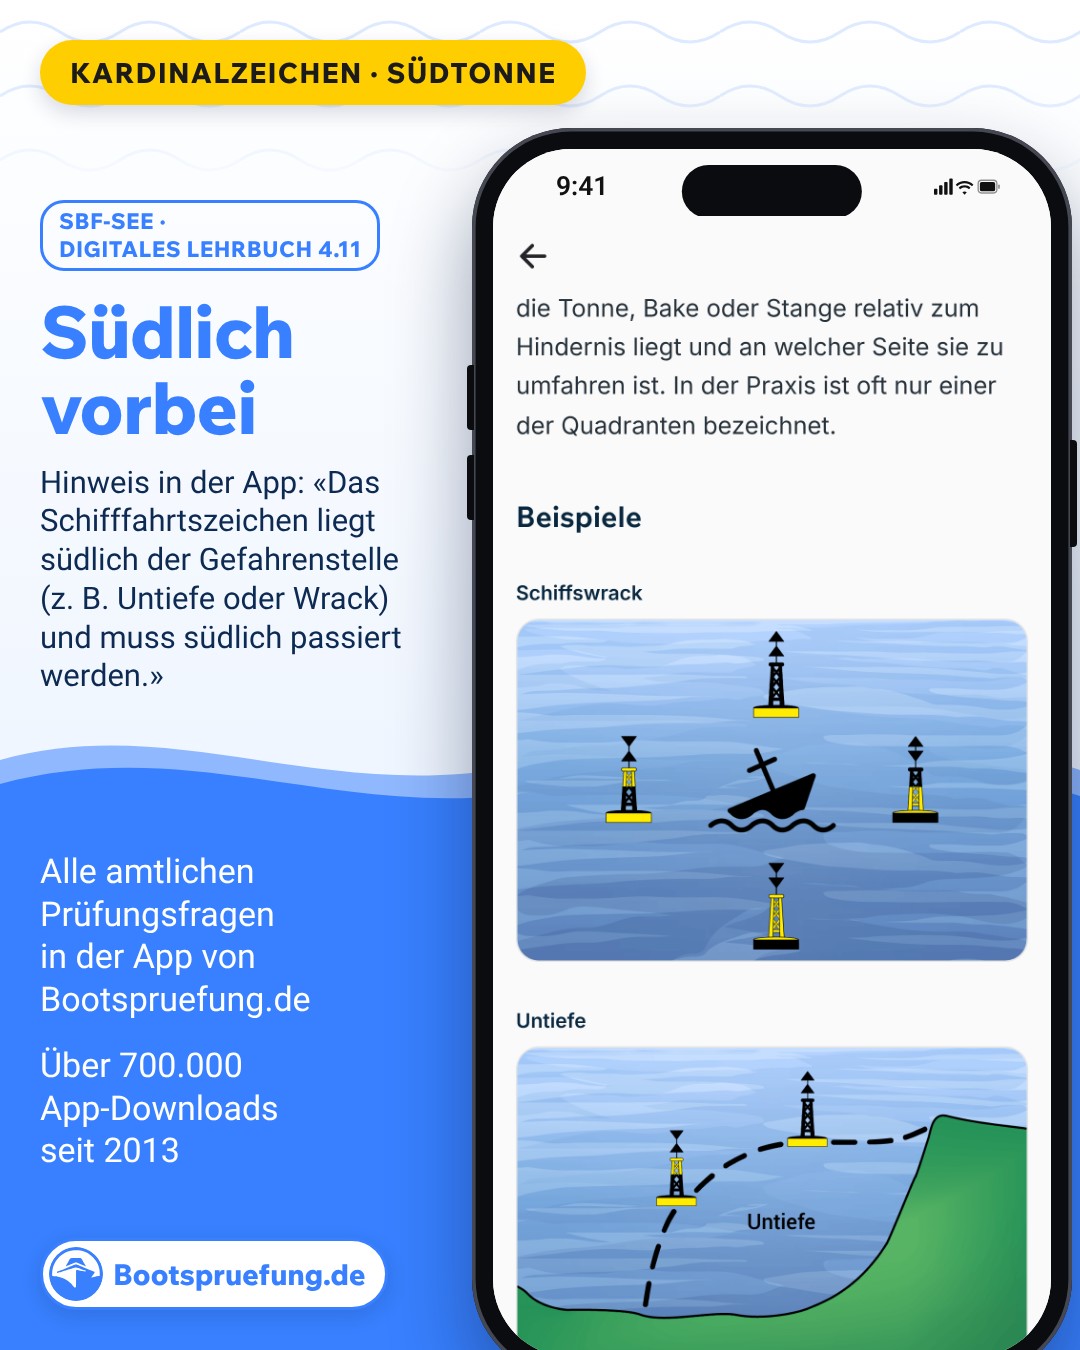 KARDINALZEICHEN · SÜDTONNE
SBF-SEE ·
DIGITALES LEHRBUCH 4.11
Südlich
vorbei
Hinweis in der App: «Das
Schifffahrtszeichen liegt
südlich der Gefahrenstelle
(z. B. Untiefe oder Wrack)
und muss südlich passiert
werden.»
Alle amtlichen
Prüfungsfragen
in der App von
Bootspruefung.de
Über 700.000
App-Downloads
seit 2013
Bootspruefung.de
9:41
die Tonne, Bake oder Stange relativ zum
Hindernis liegt und an welcher Seite sie zu
umfahren ist. In der Praxis ist oft nur einer
der Quadranten bezeichnet.
Beispiele
Schiffswrack
Untiefe
Untiefe